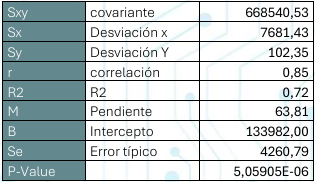 Sxy covariante 668540,53
Sx Desviación x 7681,43
Sy Desviación Y 102,35
r correlación 0,85
R2 R2 0,72
M Pendiente 63,81
B Intercepto 133982,00
Se Error típico 4260,79
P-Value 5,05905E-06